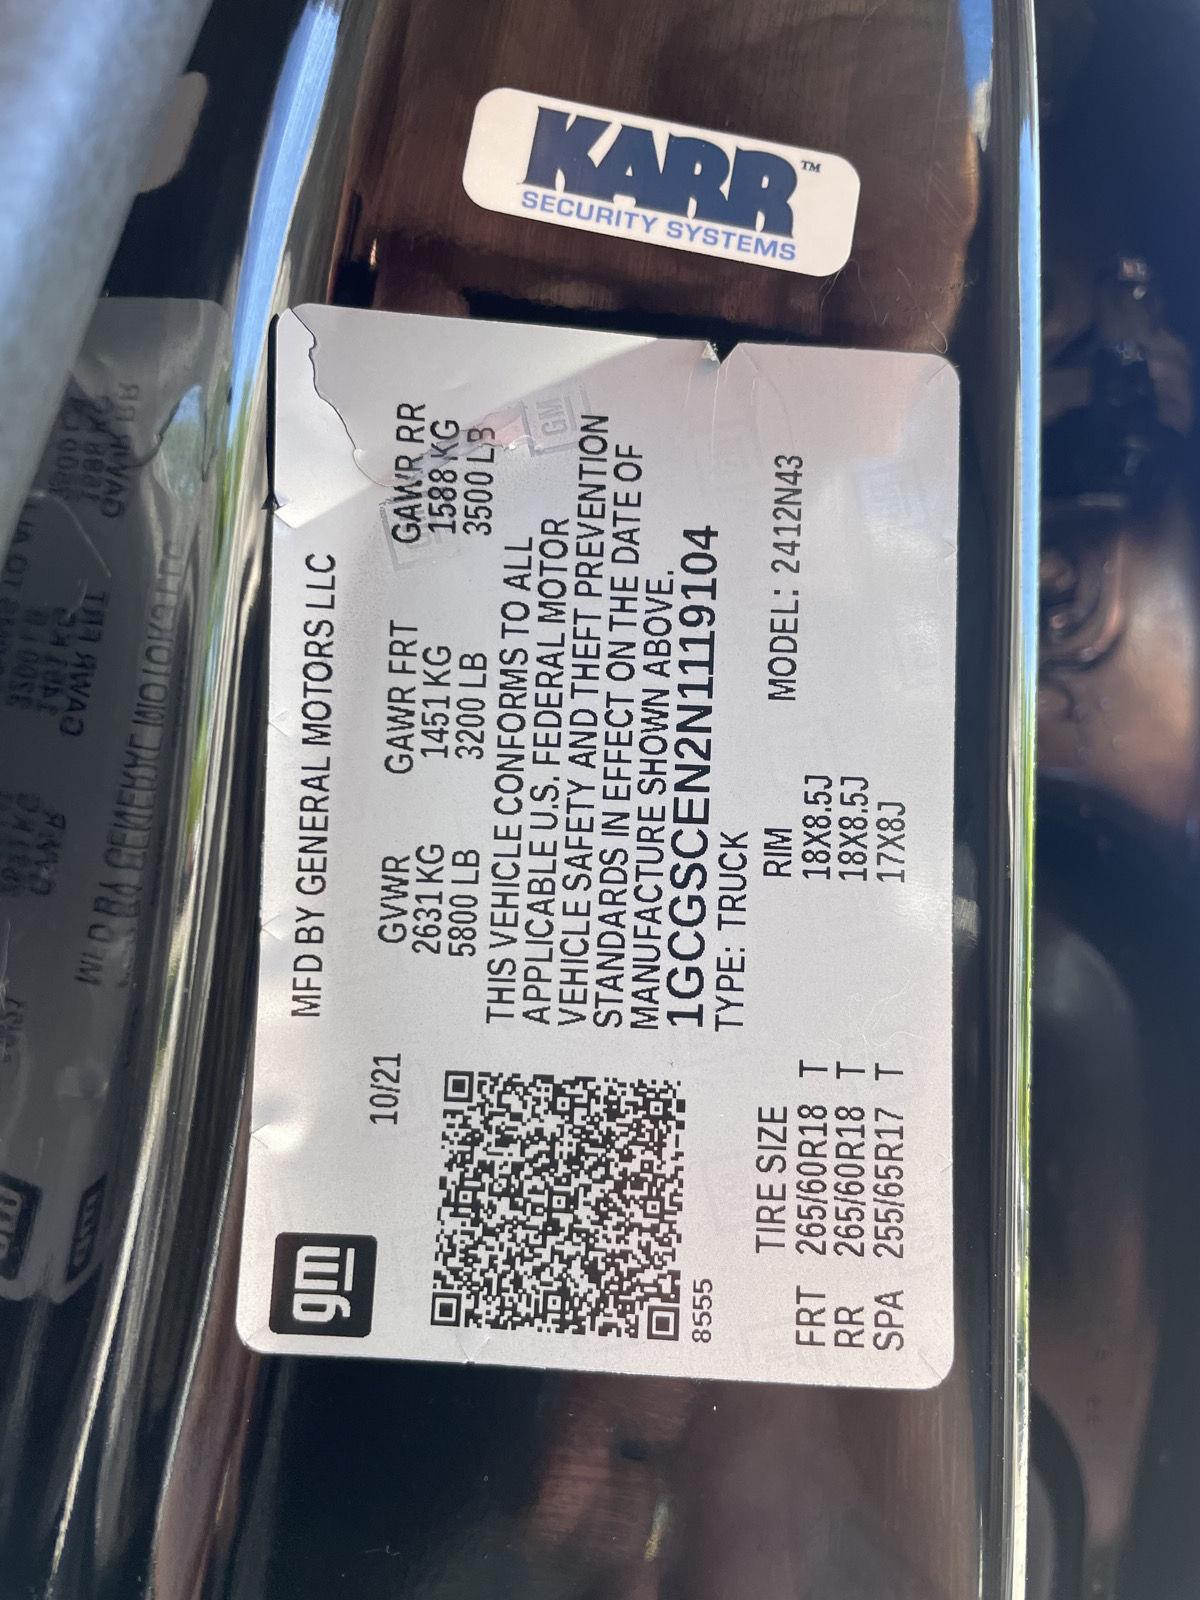 KARR™
SECURITY SYSTEMS
gm
MFD BY GENERAL MOTORS LLC
10/21
GVWR GAWR FRT GAWR RR
2631 KG 1451 KG 1588 KG
5800 LB 3200 LB 3500 LB
THIS VEHICLE CONFORMS TO ALL
APPLICABLE U.S. FEDERAL MOTOR
VEHICLE SAFETY AND THEFT PREVENTION
STANDARDS IN EFFECT ON THE DATE OF
MANUFACTURE SHOWN ABOVE.
1GCGSCEN2N1119104
8555 TYPE: TRUCK
TIRE SIZE RIM MODEL: 2412N43
FRT 265/60R18 T 18X8.5J
RR 265/60R18 T 18X8.5J
SPA 255/65R17 T 17X8J